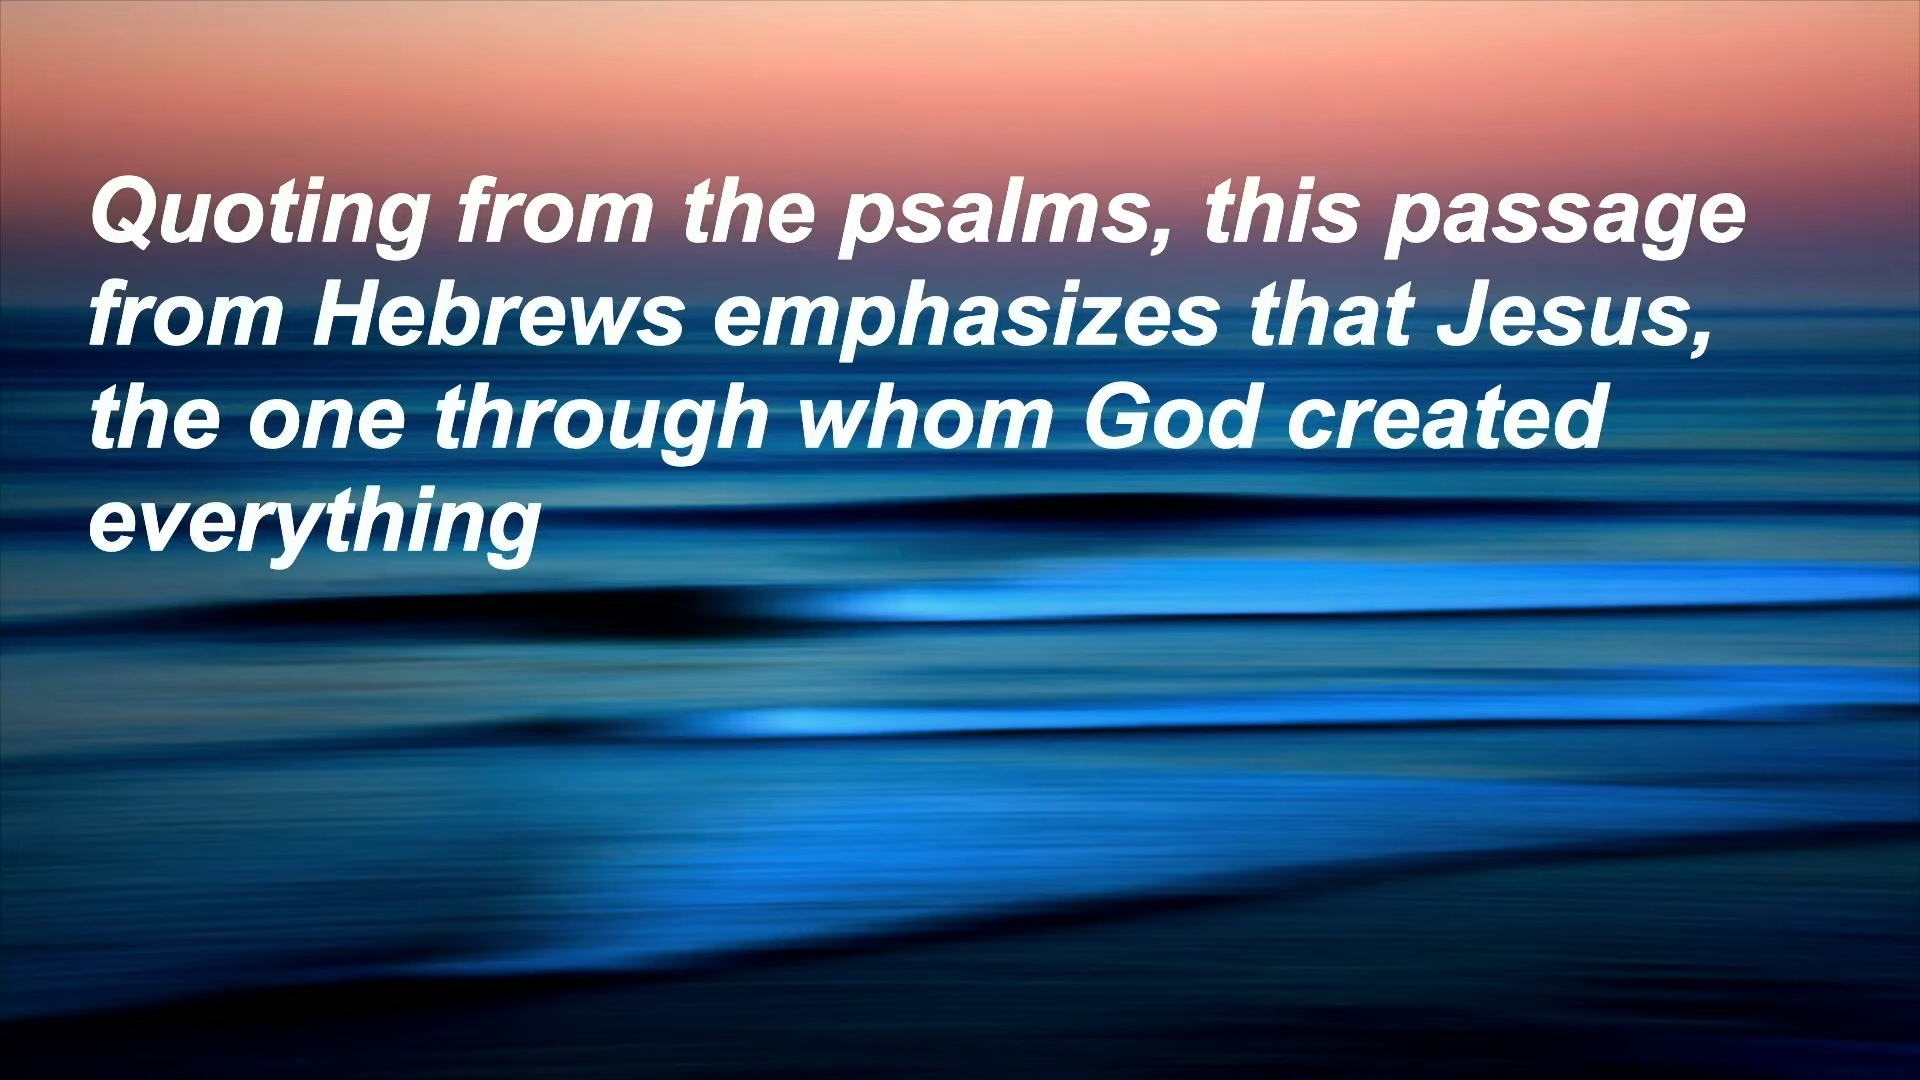 Quoting from the psalms, this passage
from Hebrews emphasizes that Jesus,
the one through whom God created
everything